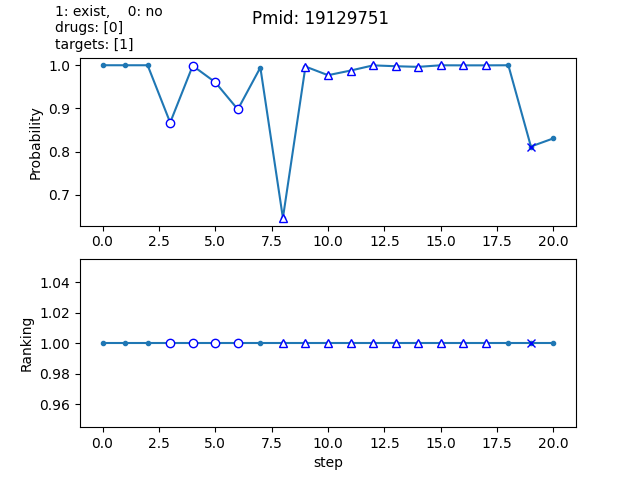 1: exist,    0: no
drugs: [0]
targets: [1]
Pmid: 19129751
1.0
0.9
0.8
0.7
Probability
0.0 2.5 5.0 7.5 10.0 12.5 15.0 17.5 20.0
1.04
1.02
1.00
0.98
0.96
Ranking
0.0 2.5 5.0 7.5 10.0 12.5 15.0 17.5 20.0
step